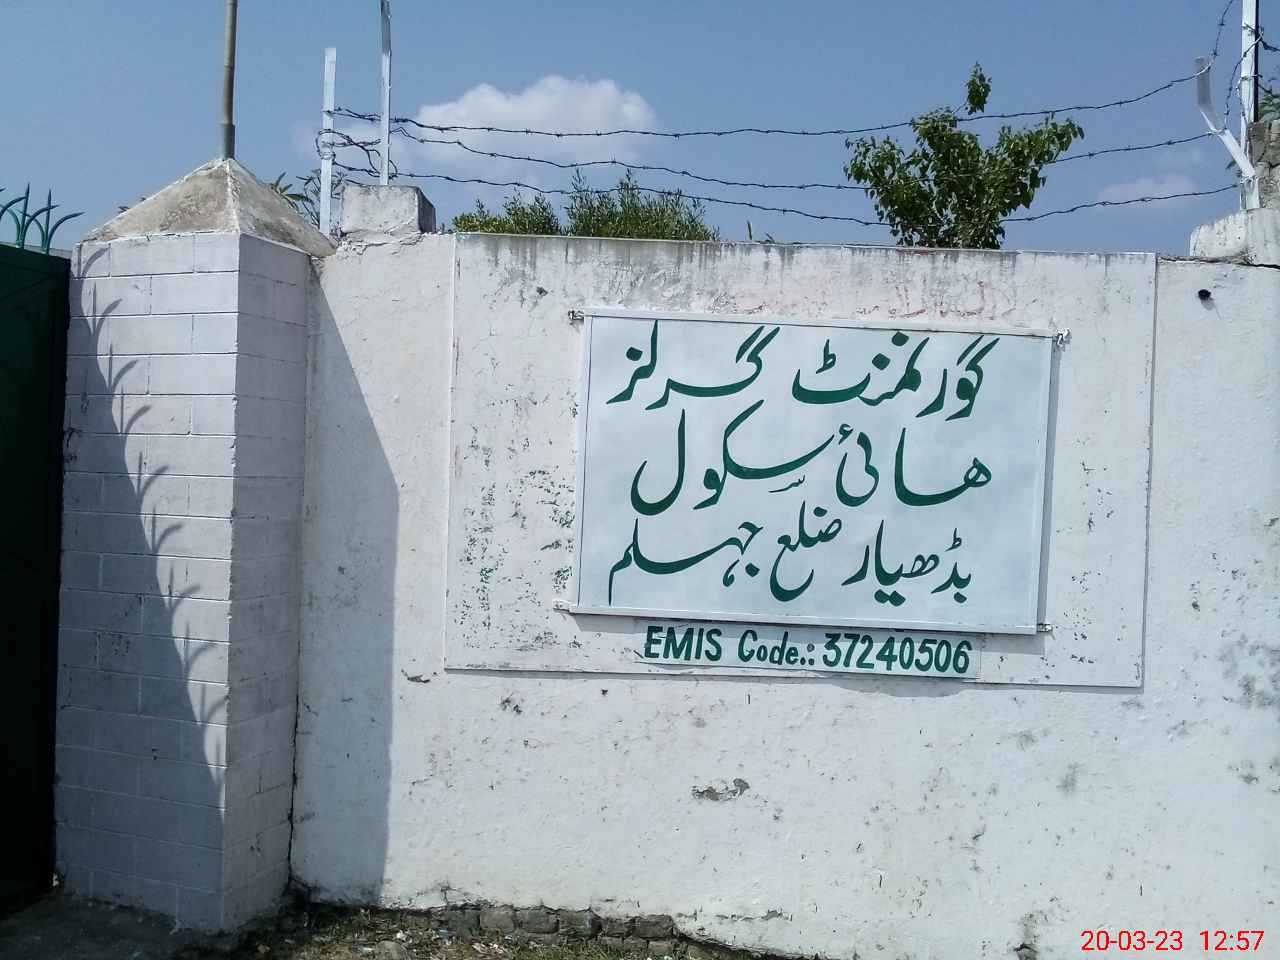 گورنمنٹ گرلز
ھائی سکول
بڈھیار ضلع جہلم
EMIS Code.: 37240506
20-03-23 12:57